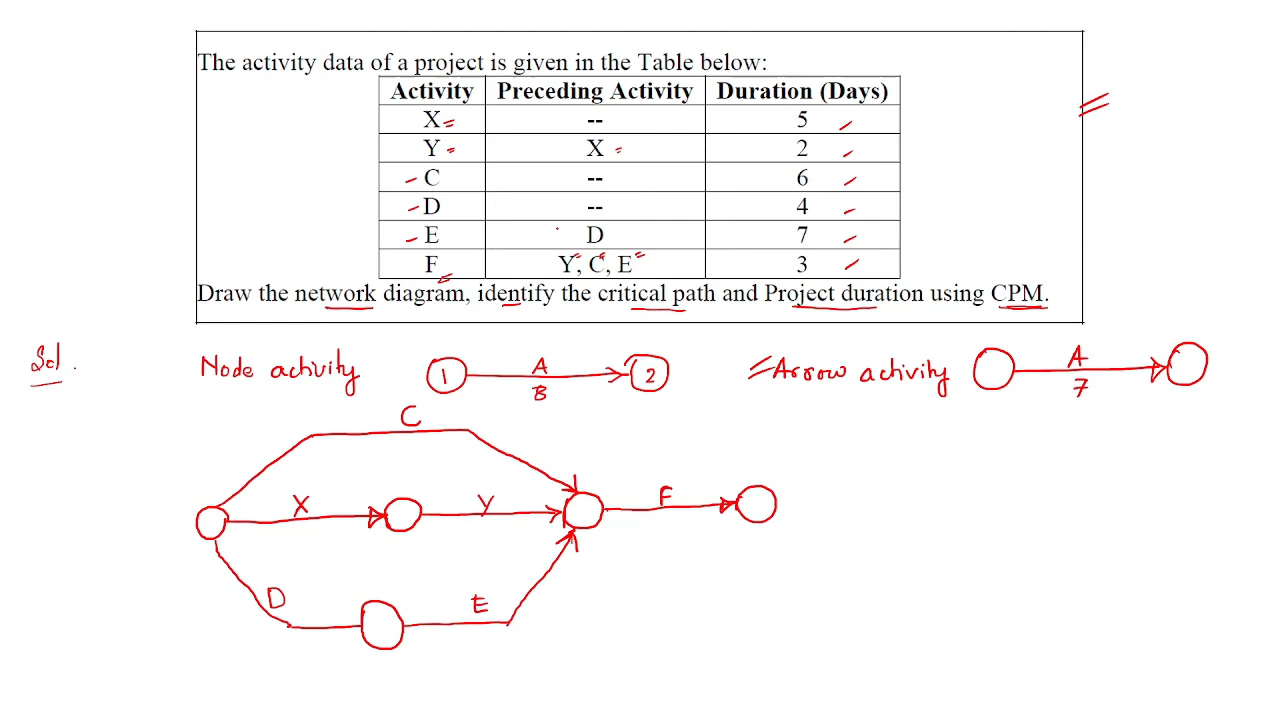 The activity data of a project is given in the Table below:
Activity Preceding Activity Duration (Days)
X -- 5
Y X 2
C -- 6
D -- 4
E D 7
F Y, C, E 3
Draw the network diagram, identify the critical path and Project duration using CPM.
Sol.
Node activity 1 A B 2 Arrow activity A 7
C
X Y F
D E